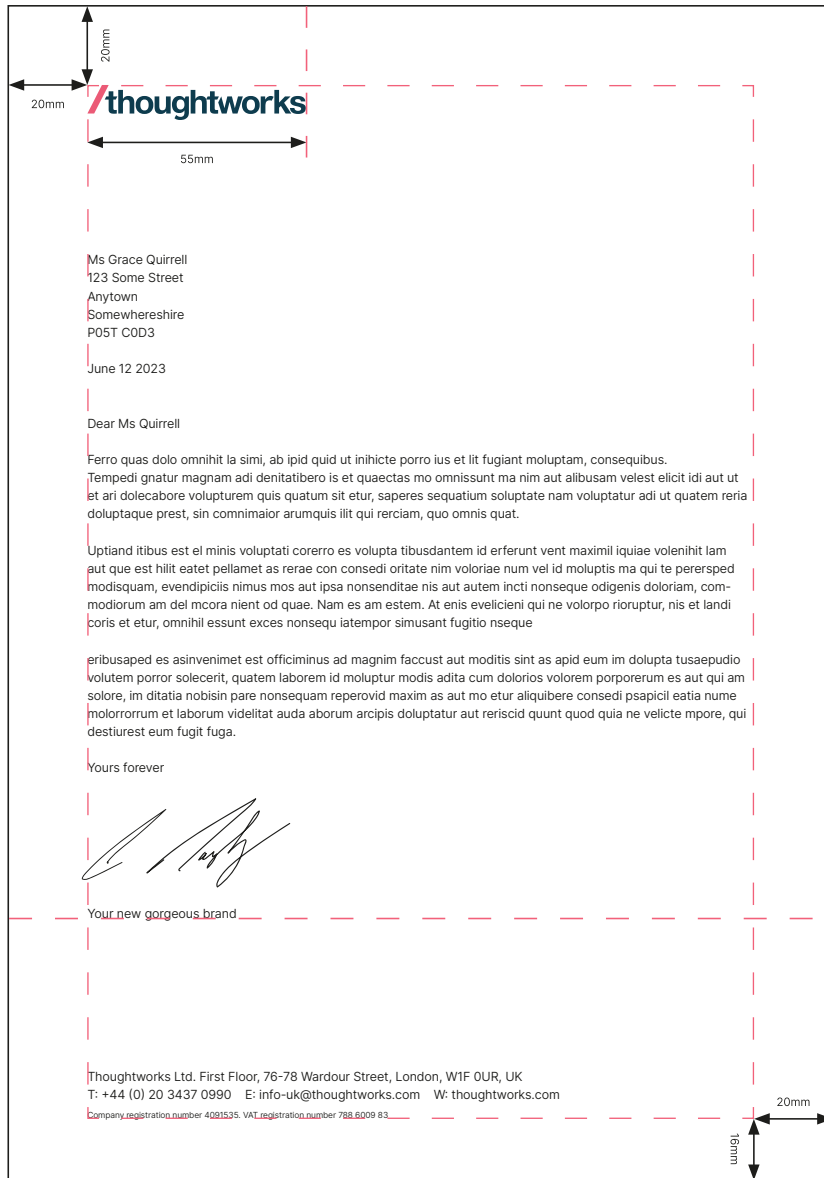 20mm
20mm
/thoughtworks
55mm
Ms Grace Quirrell
123 Some Street
Anytown
Somewhereshire
P05T C0D3
June 12 2023
Dear Ms Quirrell
Ferro quas dolo omnihit la simi, ab ipid quid ut inihicte porro ius et lit fugiant moluptam, consequibus.
Tempedi gnatur magnam adi denitatibero is et quaectas mo omnissunt ma nim aut alibusam velest elicit idi aut ut
et ari dolecabore volupturem quis quatum sit etur, saperes sequatium soluptate nam voluptatur adi ut quatem reria
doluptaque prest, sin comnimaior arumquis ilit qui rerciam, quo omnis quat.
Uptiand itibus est el minis voluptati corerro es volupta tibusdantem id erferunt vent maximil iquiae volenihit lam
aut que est hilit eatet pellamet as rerae con consedi oritate nim voloriae num vel id moluptis ma qui te perersped
modisquam, evendipiciis nimus mos aut ipsa nonsenditae nis aut autem incti nonseque odigenis doloriam, com-
modiorum am del mcora nient od quae. Nam es am estem. At enis evelicieni qui ne volorpo rioruptur, nis et landi
coris et etur, omnihil essunt exces nonsequ iatempor simusant fugitio nseque
eribusaped es asinvenimet est officiminus ad magnim faccust aut moditis sint as apid eum im dolupta tusaepudio
volutem porror solecerit, quatem laborem id moluptur modis adita cum dolorios volorem porporerum es aut qui am
solore, im ditatia nobisin pare nonsequam reperovid maxim as aut mo etur aliquibere consedi psapicil eatia nume
molorrorrum et laborum videlitat auda aborum arcipis doluptatur aut reriscid quunt quod quia ne velicte mpore, qui
destiurest eum fugit fuga.
Yours forever
Your new gorgeous brand
Thoughtworks Ltd. First Floor, 76-78 Wardour Street, London, W1F 0UR, UK
T: +44 (0) 20 3437 0990 E: info-uk@thoughtworks.com W: thoughtworks.com
Company registration number 4091535. VAT registration number 788 6009 83
20mm
16mm